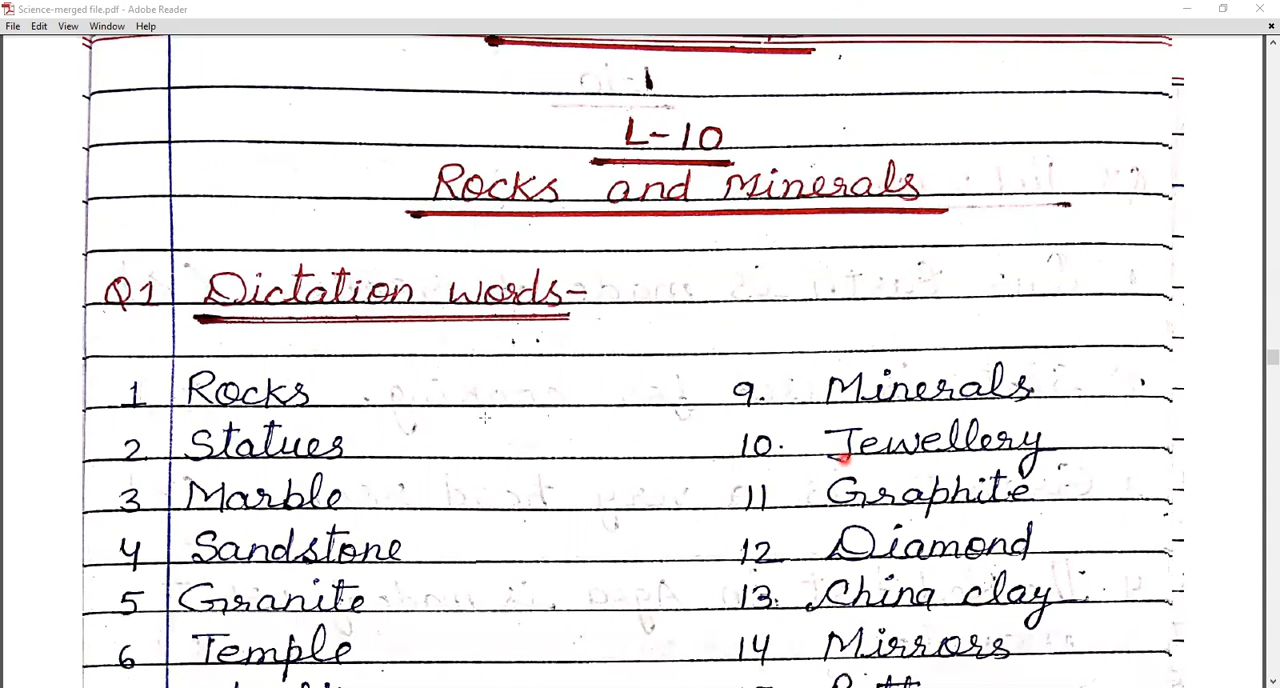 Science-merged file.pdf - Adobe Reader
File Edit View Window Help
L-10
Rocks and Minerals
Q1 Dictation words-
1 Rocks
2 Statues
3 Marble
4 Sandstone
5 Granite
6 Temple
9. Minerals
10. Jewellery
11 Graphite
12 Diamond
13. China clay
14 Mirrors